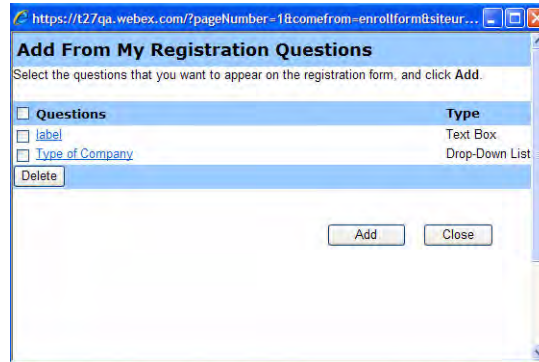 https://t27qa.webex.com/?pageNumber=1&comefrom=enrollform&siteur...
Add From My Registration Questions
Select the questions that you want to appear on the registration form, and click Add.
Questions Type
label Text Box
Type of Company Drop-Down List
Delete
Add Close